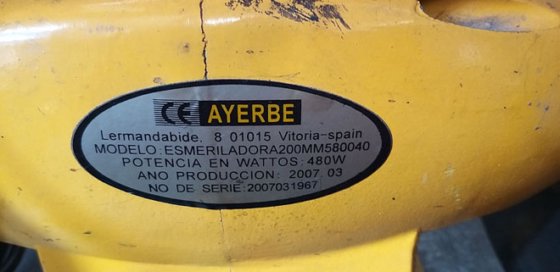 CE AYERBE
Lermandabide, 8 01015 Vitoria-spain
MODELO:ESMERILADORA200MM580040
POTENCIA EN WATTOS:480W
ANO PRODUCCION:2007.03
NO DE SERIE:2007031967